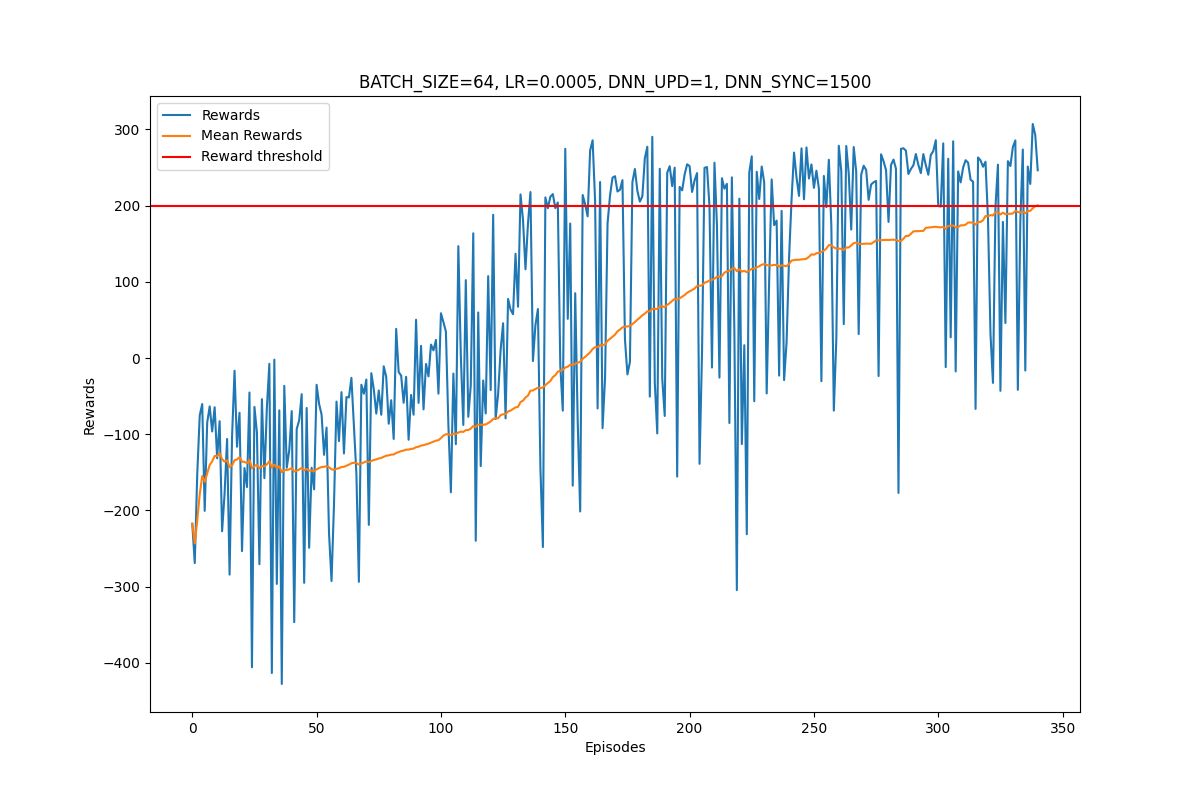 BATCH_SIZE=64, LR=0.0005, DNN_UPD=1, DNN_SYNC=1500
Rewards
Mean Rewards
Reward threshold
300
200
100
0
−100
−200
−300
−400
Rewards
0 50 100 150 200 250 300 350
Episodes